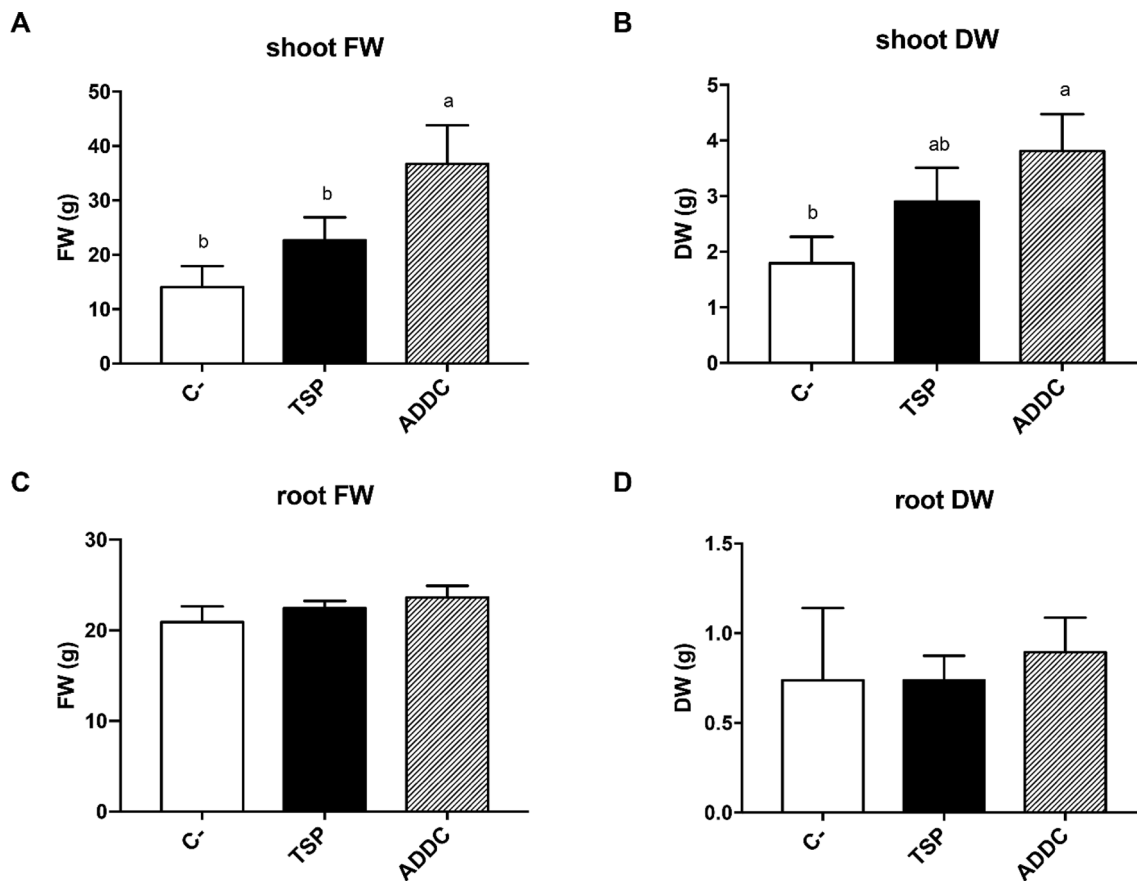 A
shoot FW
FW (g)
50
40
30
20
10
0
b
b
a
C-
TSP
ADDC
B
shoot DW
DW (g)
5
4
3
2
1
0
b
ab
a
C-
TSP
ADDC
C
root FW
FW (g)
30
20
10
0
C-
TSP
ADDC
D
root DW
DW (g)
1.5
1.0
0.5
0.0
C-
TSP
ADDC